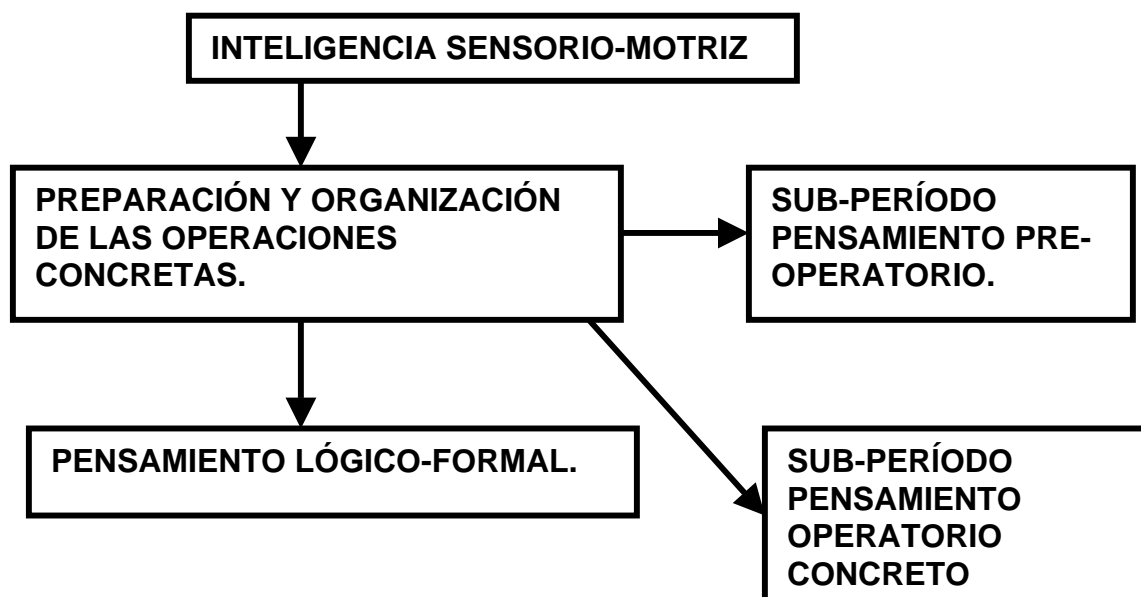 INTELIGENCIA SENSORIO-MOTRIZ
PREPARACIÓN Y ORGANIZACIÓN
DE LAS OPERACIONES
CONCRETAS.
SUB-PERÍODO
PENSAMIENTO PRE-
OPERATORIO.
PENSAMIENTO LÓGICO-FORMAL.
SUB-PERÍODO
PENSAMIENTO
OPERATORIO
CONCRETO